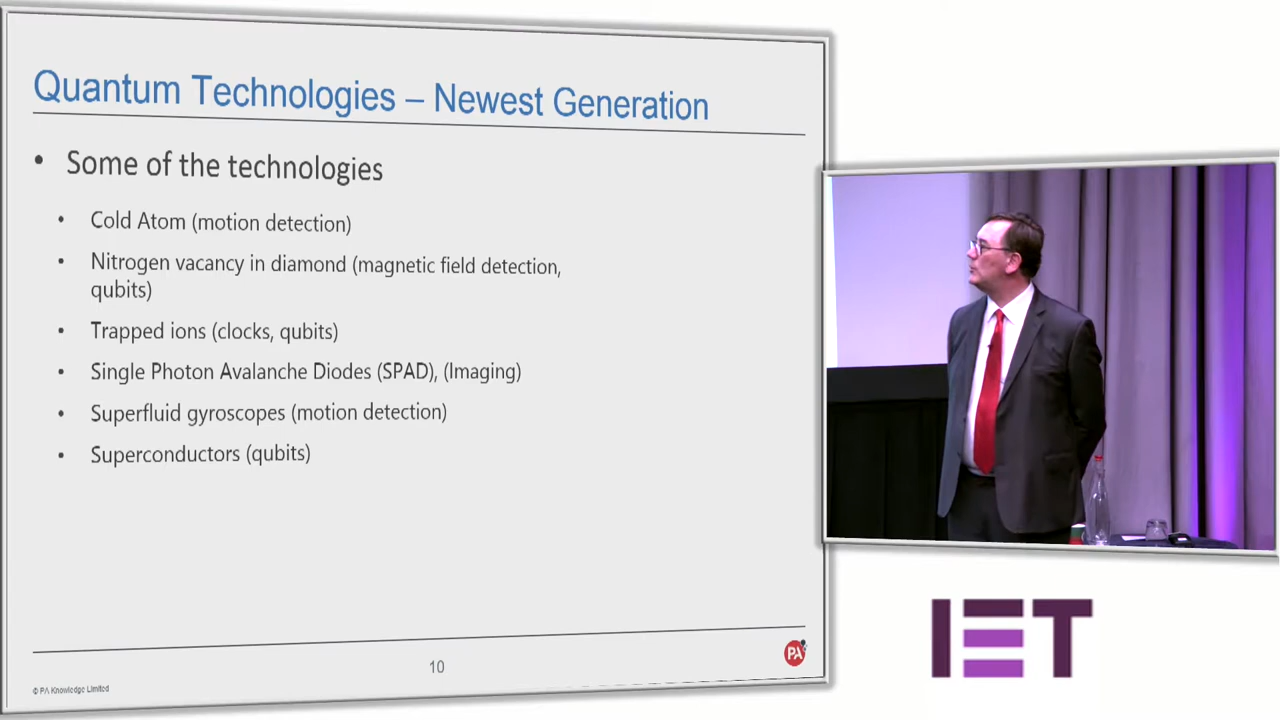 Quantum Technologies – Newest Generation
• Some of the technologies
• Cold Atom (motion detection)
• Nitrogen vacancy in diamond (magnetic field detection,
qubits)
• Trapped ions (clocks, qubits)
• Single Photon Avalanche Diodes (SPAD), (Imaging)
• Superfluid gyroscopes (motion detection)
• Superconductors (qubits)
10
PA
© PA Knowledge Limited
IET